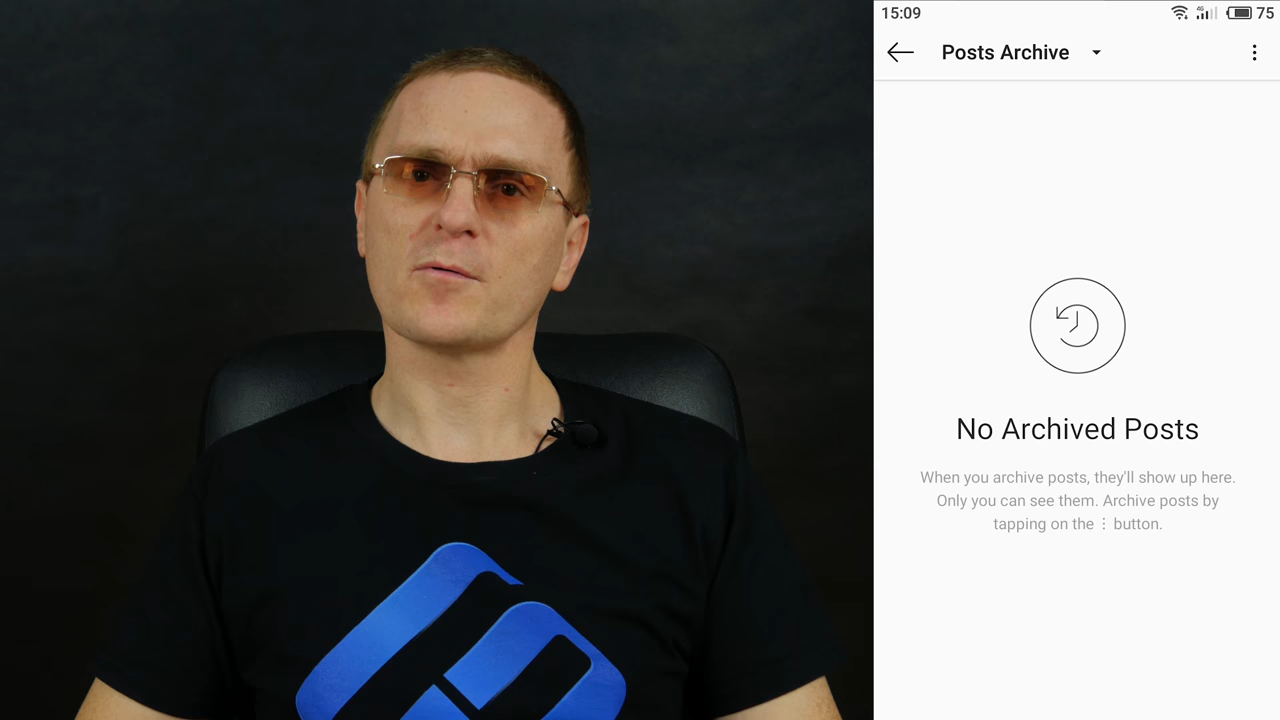 15:09
4G
75
Posts Archive
No Archived Posts
When you archive posts, they'll show up here.
Only you can see them. Archive posts by
tapping on the ⋮ button.